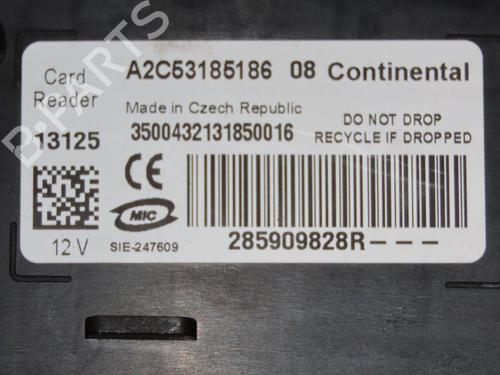 B-PARTS
Card
Reader
13125
12 V
A2C53185186 08 Continental
Made in Czech Republic
3500432131850016
DO NOT DROP
RECYCLE IF DROPPED
CE
MIC
SIE-247609
285909828R---